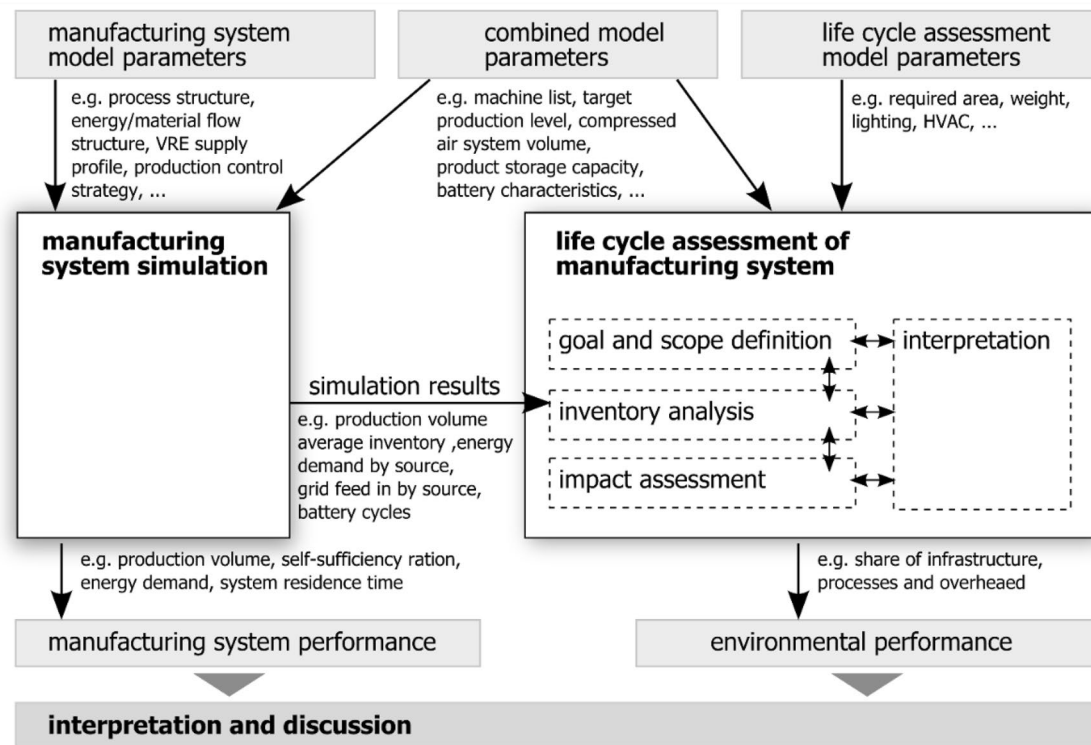 manufacturing system
model parameters
combined model
parameters
life cycle assessment
model parameters
e.g. process structure,
energy/material flow
structure, VRE supply
profile, production control
strategy, ...
e.g. machine list, target
production level, compressed
air system volume,
product storage capacity,
battery characteristics, ...
e.g. required area, weight,
lighting, HVAC, ...
manufacturing
system simulation
life cycle assessment of
manufacturing system
goal and scope definition
interpretation
simulation results
inventory analysis
e.g. production volume
average inventory ,energy
demand by source,
grid feed in by source,
battery cycles
impact assessment
e.g. production volume, self-sufficiency ration,
energy demand, system residence time
e.g. share of infrastructure,
processes and overheaed
manufacturing system performance
environmental performance
interpretation and discussion